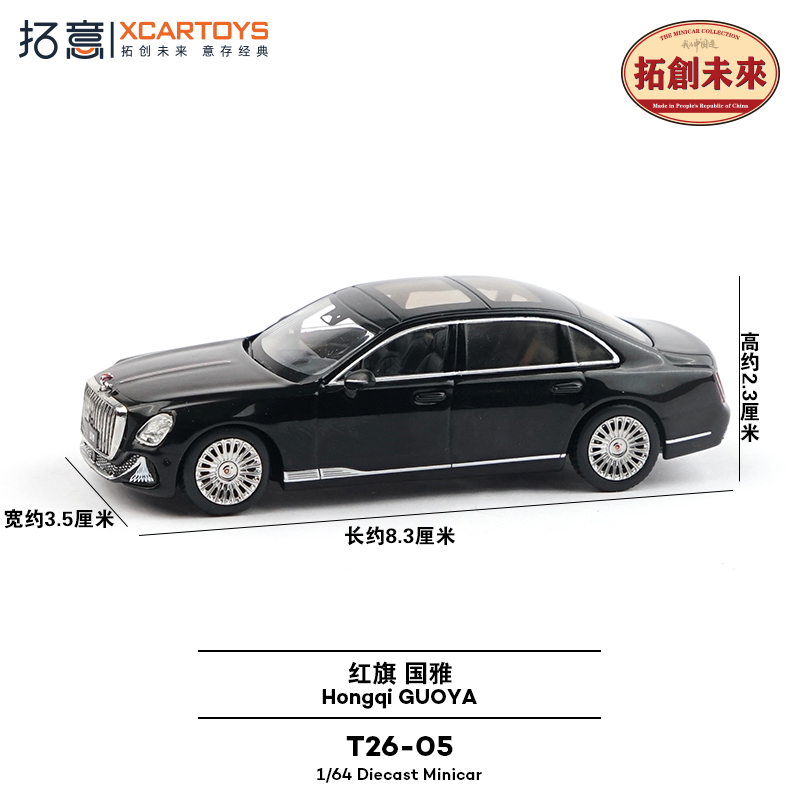 拓意 XCARTOYS
拓创未来 意存经典
THE MINICAR COLLECTION
拓創未來
Made in People's Republic of China
高约2.3厘米
宽约3.5厘米
长约8.3厘米
红旗 国雅
Hongqi GUOYA
T26-05
1/64 Diecast Minicar